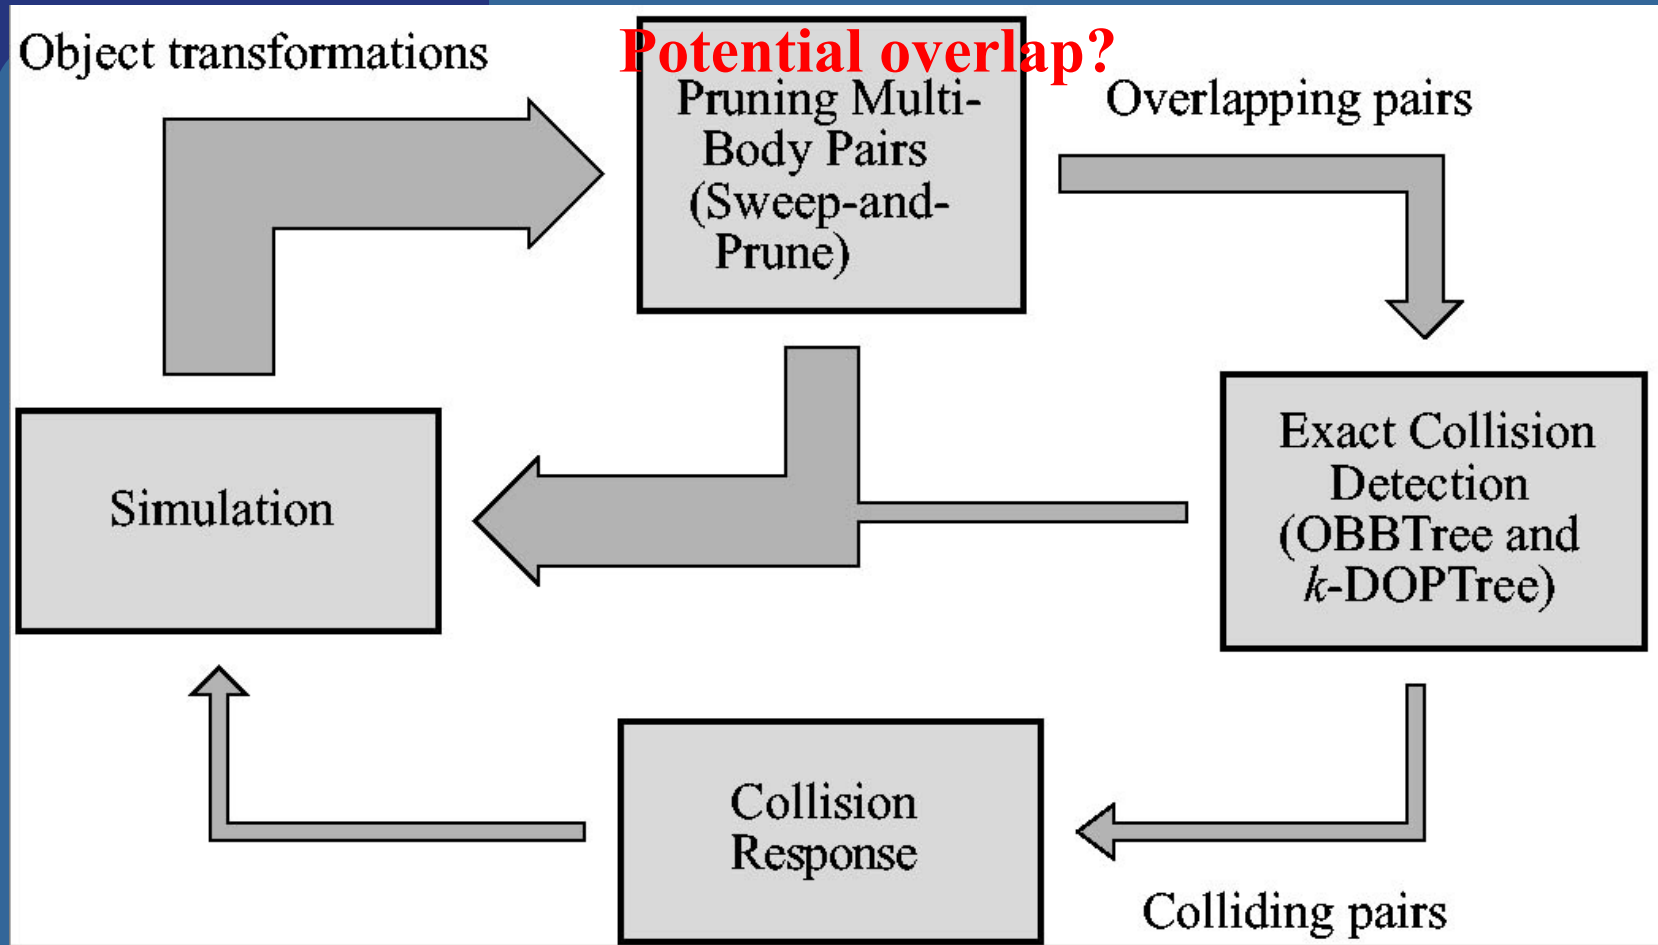 Object transformations
Potential overlap?
Pruning Multi-
Body Pairs
(Sweep-and-
Prune)
Overlapping pairs
Simulation
Exact Collision
Detection
(OBBTree and
k-DOPTree)
Collision
Response
Colliding pairs